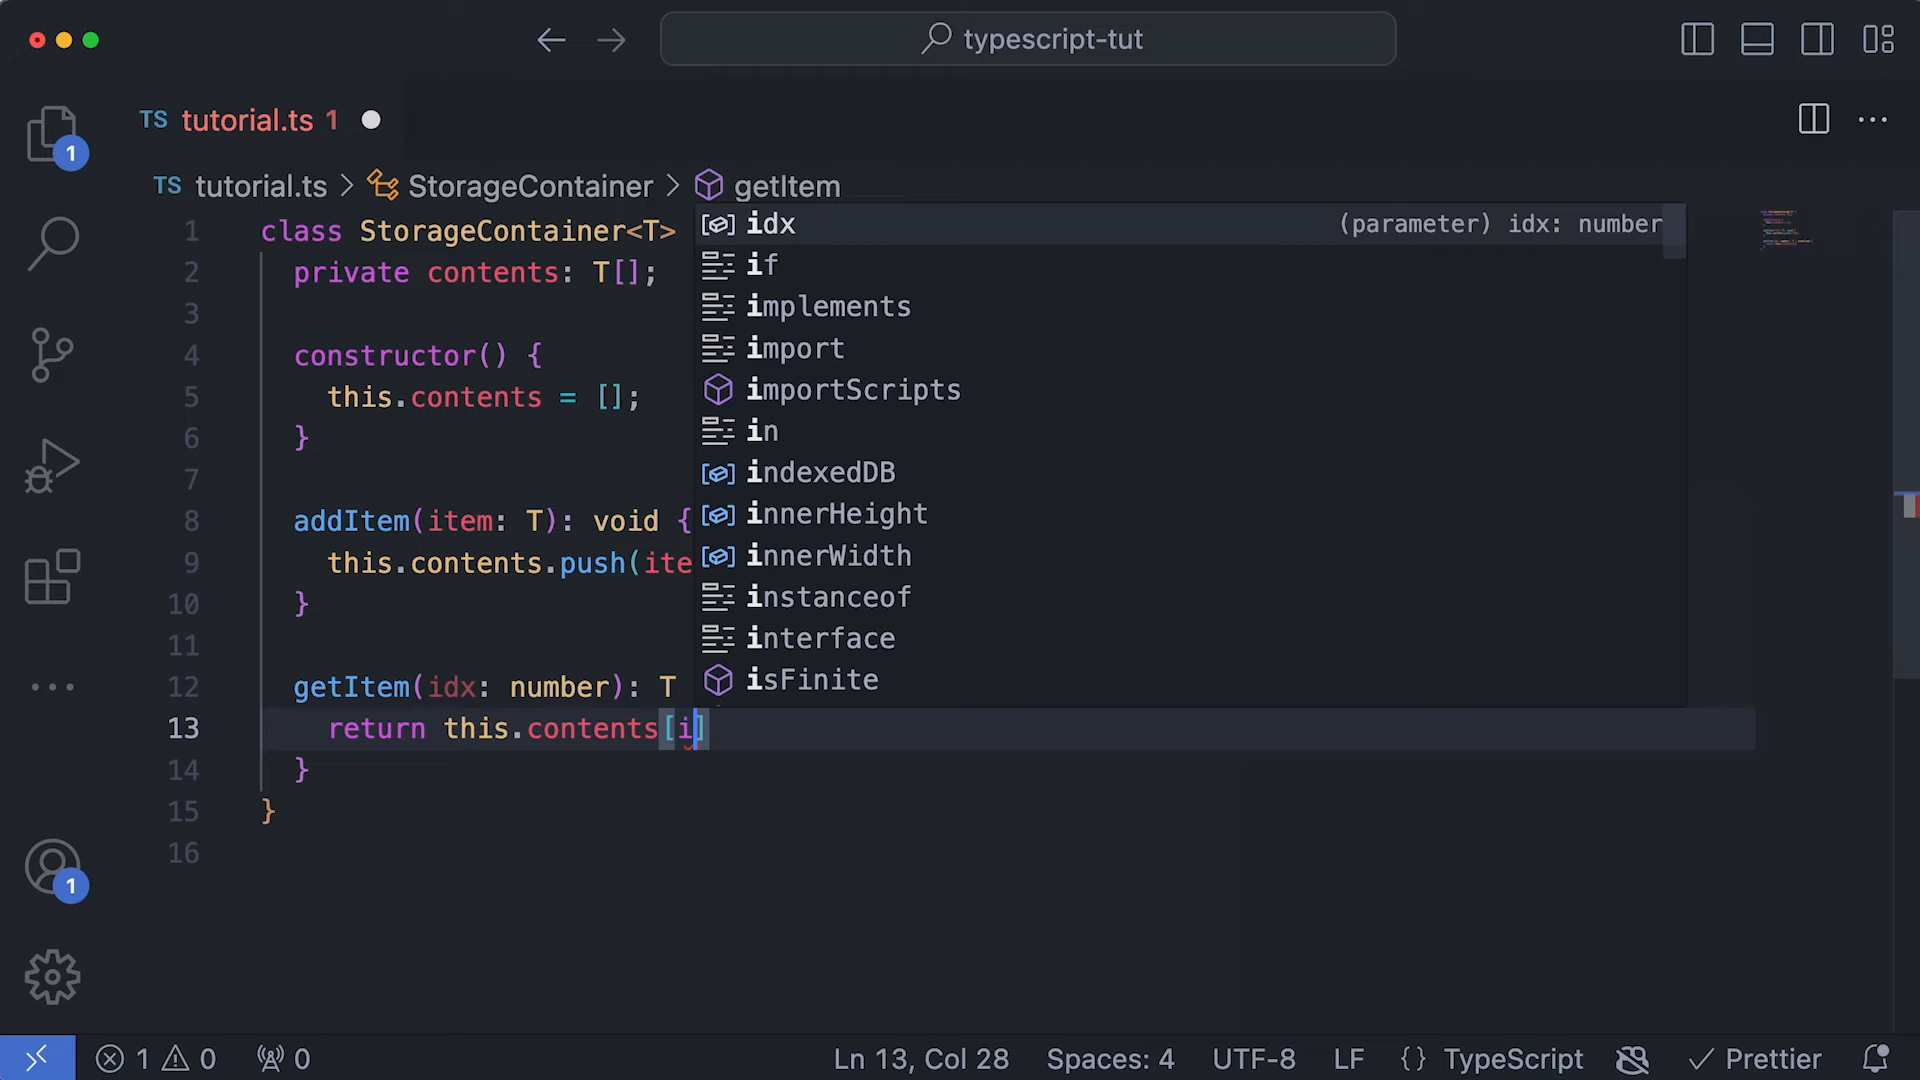 typescript-tut
TS tutorial.ts 1
1
TS tutorial.ts > StorageContainer > getItem
1 class StorageContainer<T>
2 private contents: T[];
3
4 constructor() {
5 this.contents = [];
6 }
7
8 addItem(item: T): void {
9 this.contents.push(ite
10 }
11
12 getItem(idx: number): T
13 return this.contents[i]
14 }
15 }
16
idx (parameter) idx: number
if
implements
import
importScripts
in
indexedDB
innerHeight
innerWidth
instanceof
interface
isFinite
1
1 0 0 Ln 13, Col 28 Spaces: 4 UTF-8 LF {} TypeScript Prettier